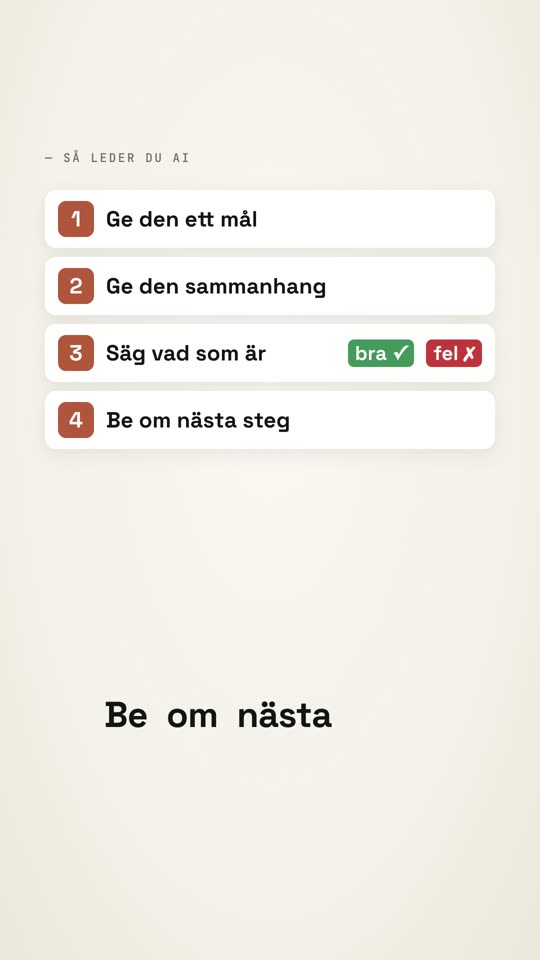 — SÅ LEDER DU AI
1 Ge den ett mål
2 Ge den sammanhang
3 Säg vad som är bra ✓ fel ✗
4 Be om nästa steg
Be om nästa